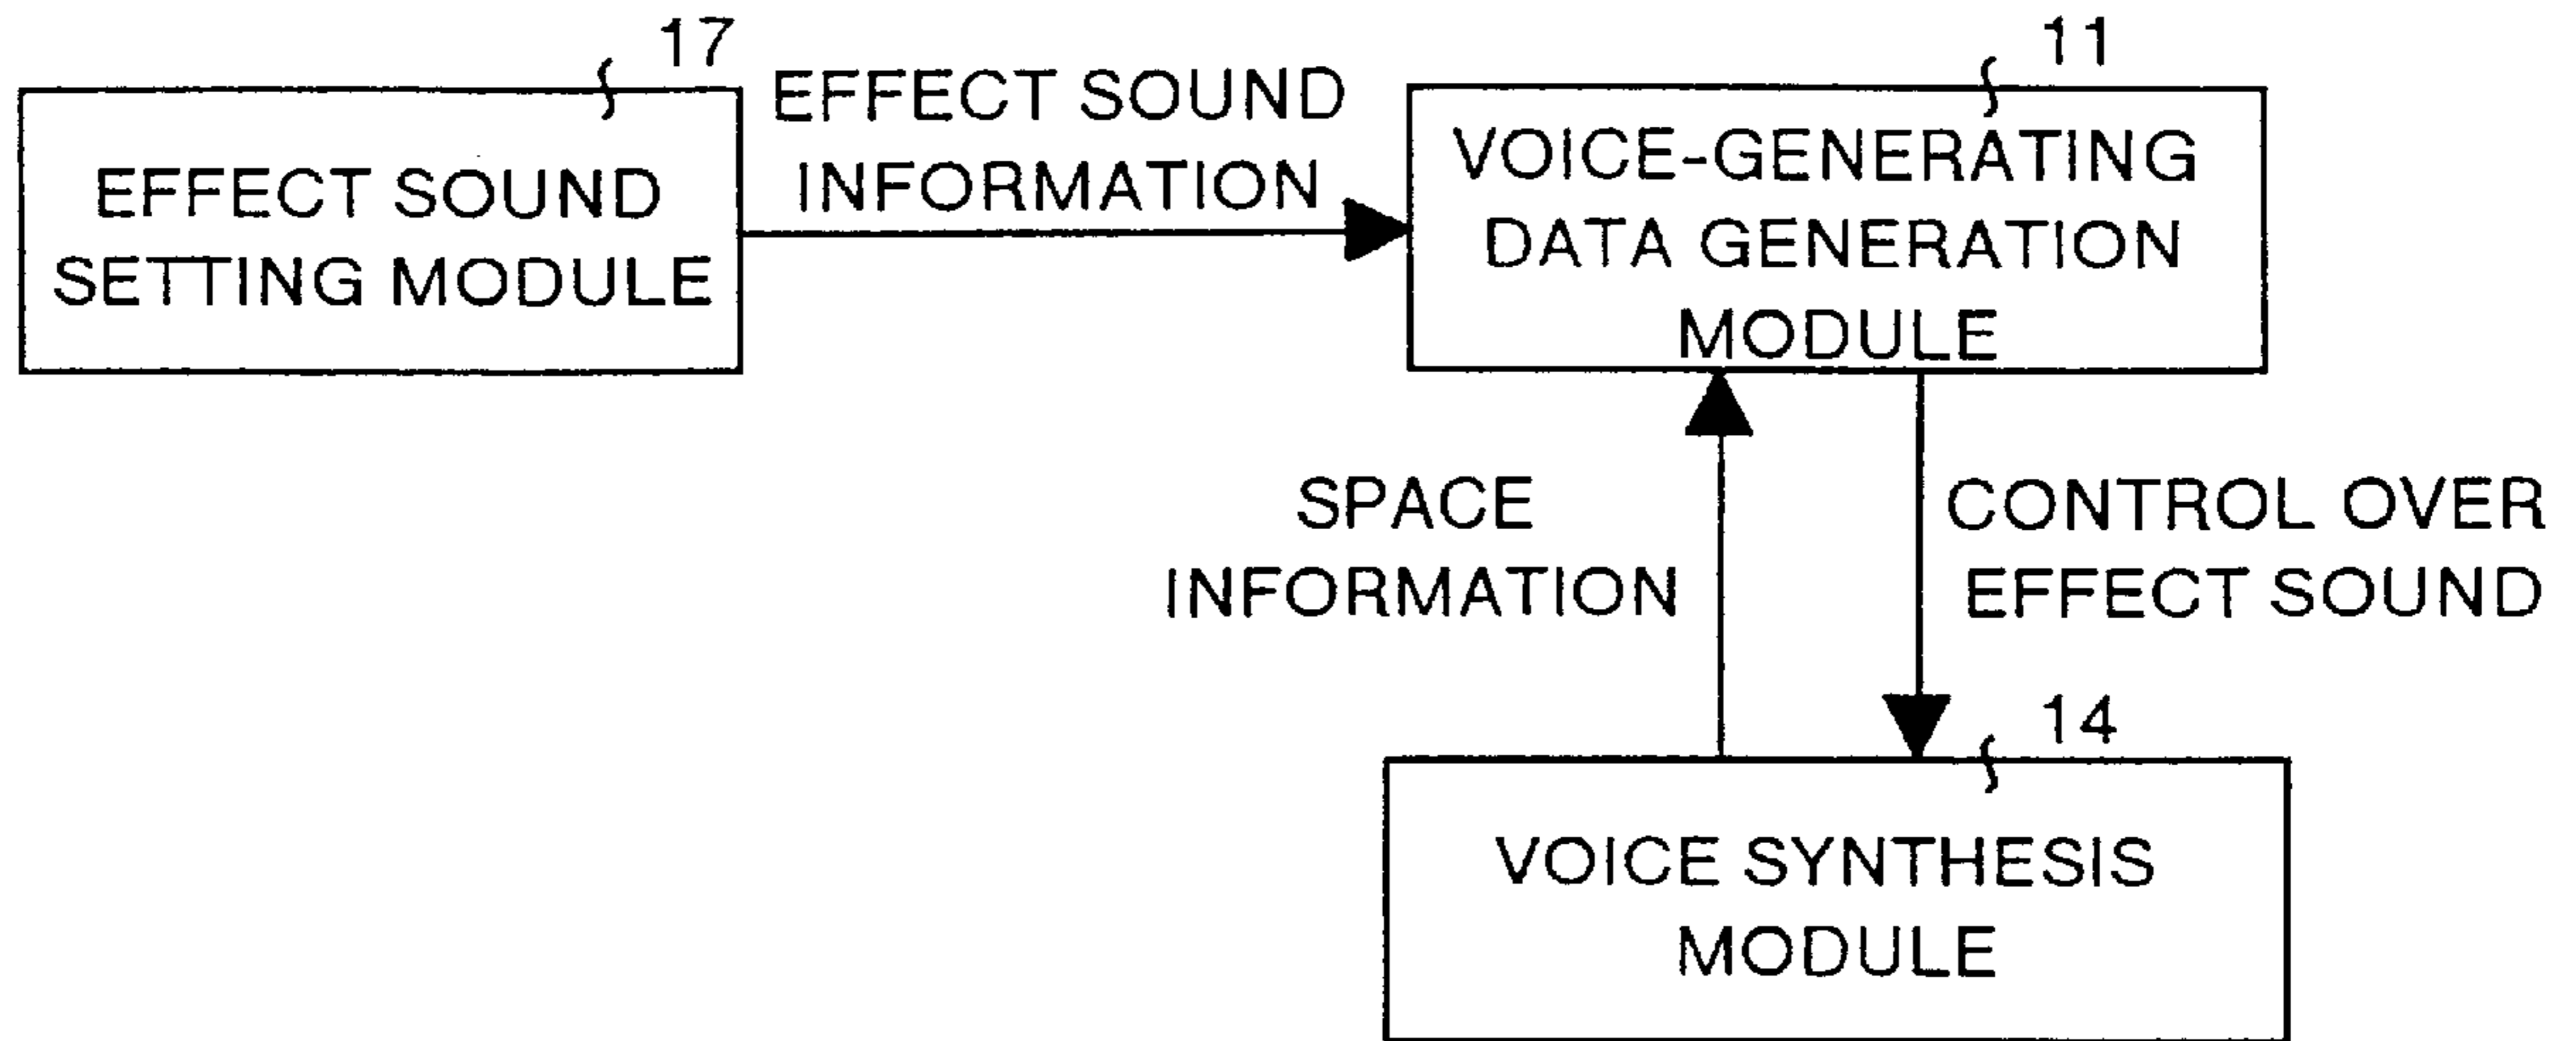 17
EFFECT SOUND
SETTING MODULE
EFFECT SOUND
INFORMATION
11
VOICE-GENERATING
DATA GENERATION
MODULE
SPACE
INFORMATION
CONTROL OVER
EFFECT SOUND
14
VOICE SYNTHESIS
MODULE